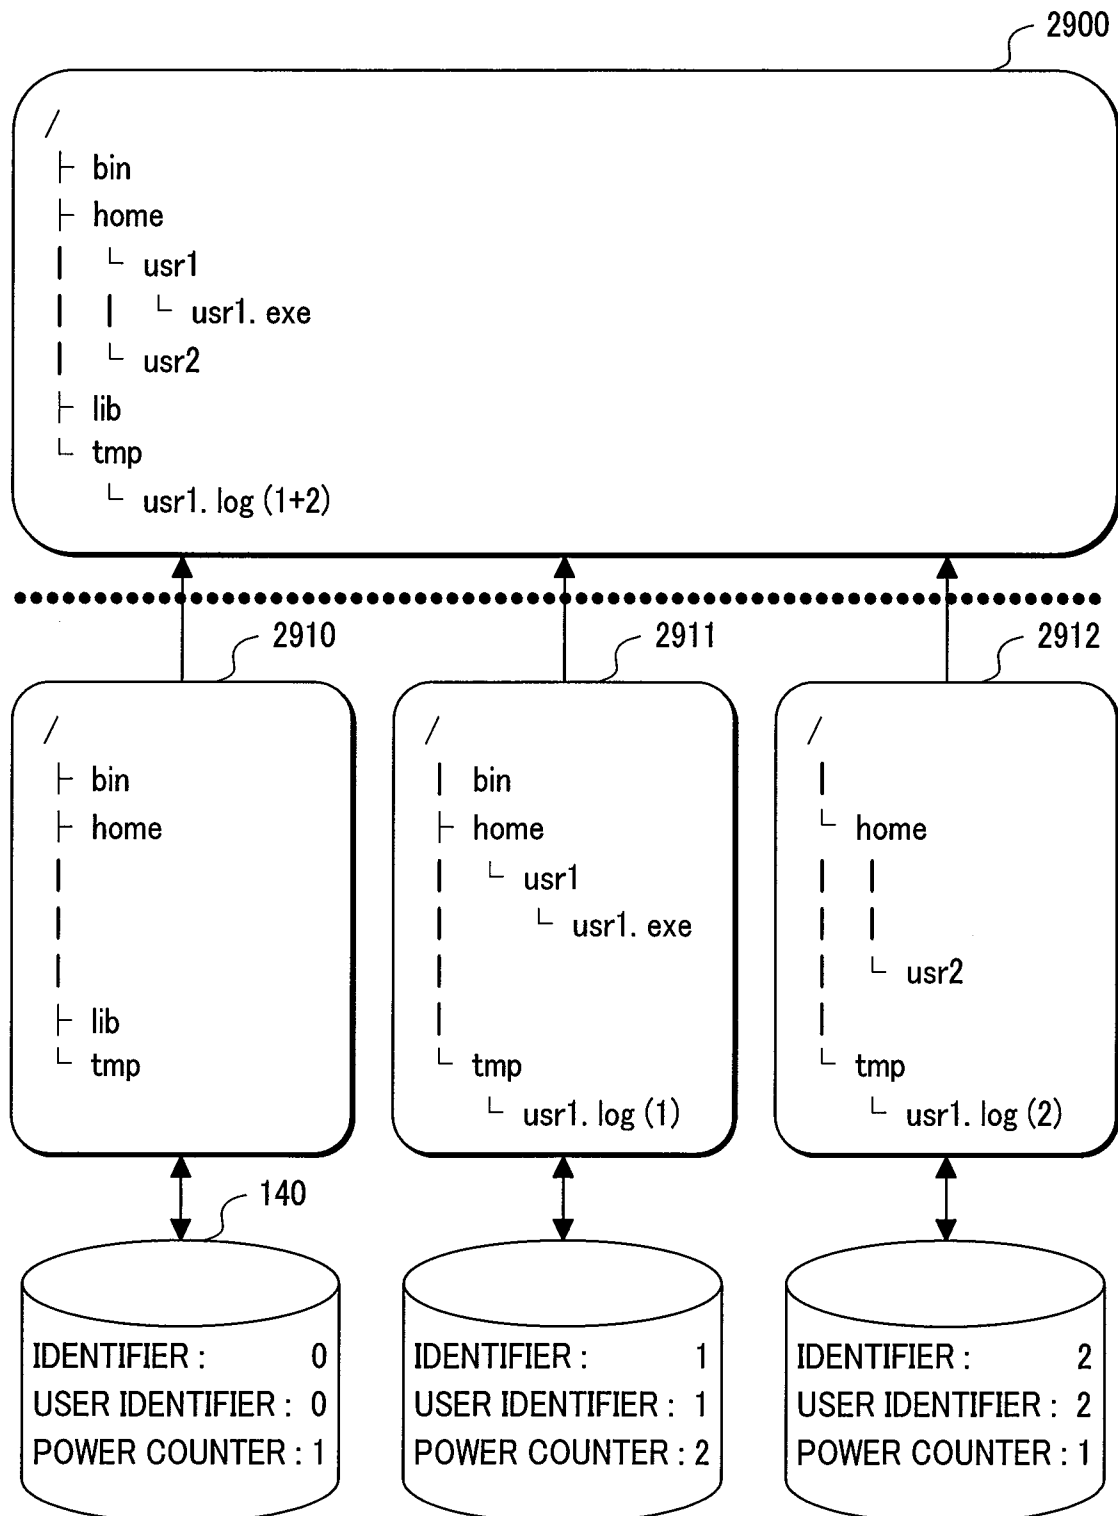 2900
/
├ bin
├ home
| └ usr1
| | └ usr1. exe
| └ usr2
├ lib
└ tmp
└ usr1. log (1+2)
2910
/
├ bin
├ home
|
|
|
├ lib
└ tmp
2911
/
| bin
├ home
| └ usr1
| └ usr1. exe
|
|
└ tmp
└ usr1. log (1)
2912
/
|
└ home
| |
| |
| └ usr2
|
└ tmp
└ usr1. log (2)
140
IDENTIFIER : 0
USER IDENTIFIER : 0
POWER COUNTER : 1
IDENTIFIER : 1
USER IDENTIFIER : 1
POWER COUNTER : 2
IDENTIFIER : 2
USER IDENTIFIER : 2
POWER COUNTER : 1